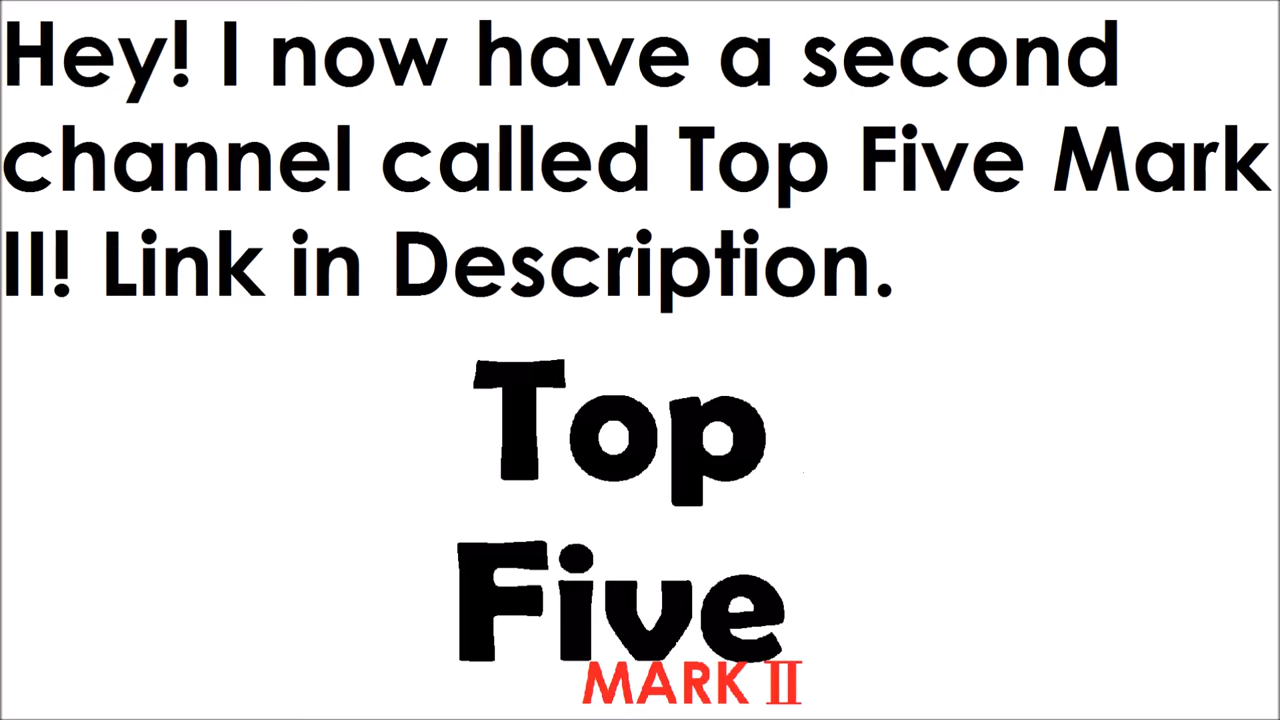 Hey! I now have a second
channel called Top Five Mark
II! Link in Description.
Top
Five
MARK II